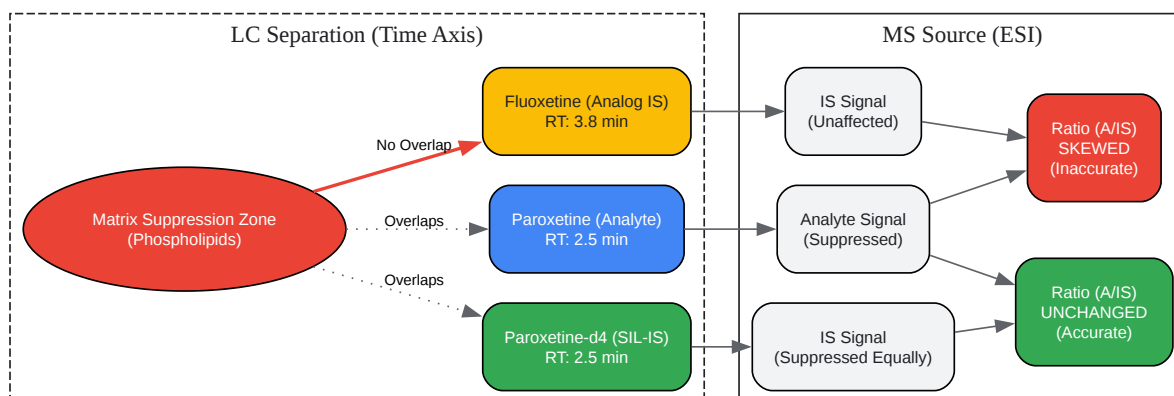 LC Separation (Time Axis)
MS Source (ESI)
Fluoxetine (Analog IS)
RT: 3.8 min
IS Signal
(Unaffected)
Ratio (A/IS)
SKEWED
(Inaccurate)
No Overlap
Matrix Suppression Zone
(Phospholipids)
Overlaps
Paroxetine (Analyte)
RT: 2.5 min
Analyte Signal
(Suppressed)
Overlaps
Ratio (A/IS)
UNCHANGED
(Accurate)
Paroxetine-d4 (SIL-IS)
RT: 2.5 min
IS Signal
(Suppressed Equally)